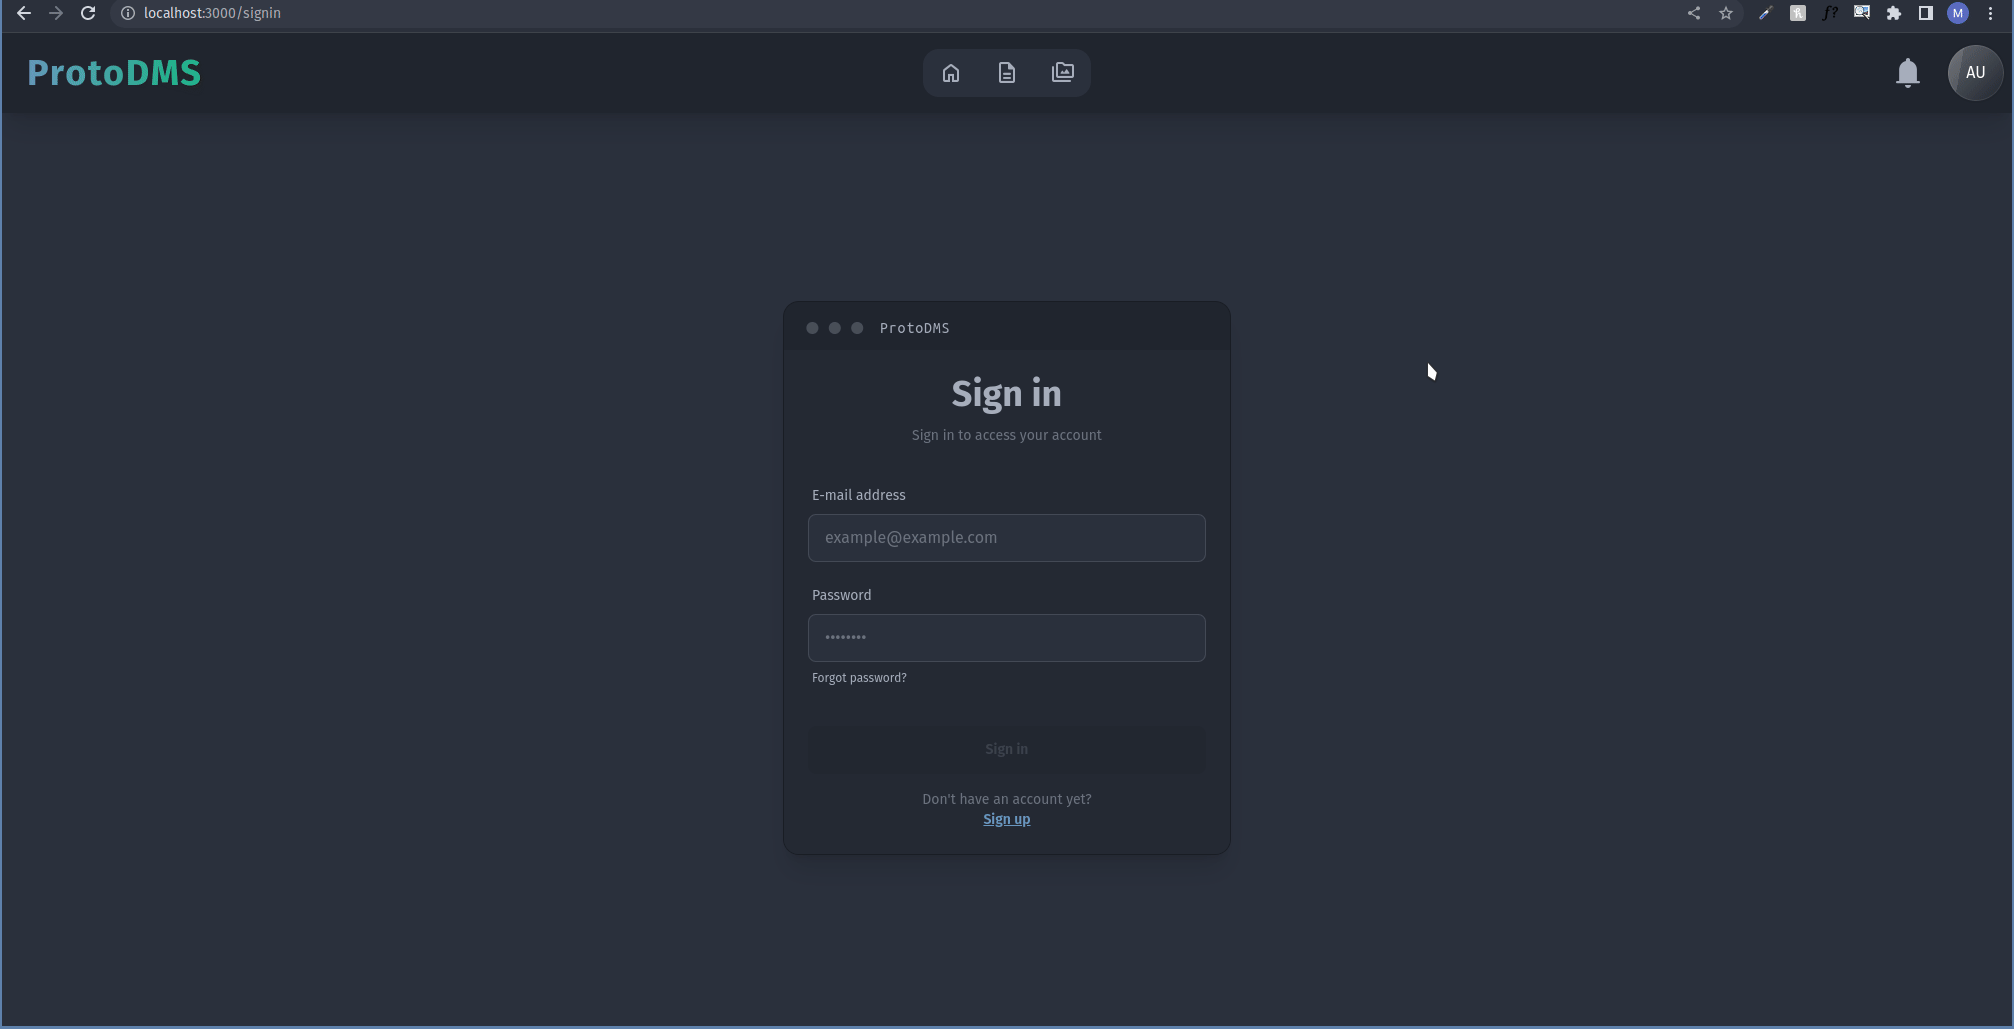 localhost:3000/signin
f?
M
ProtoDMS
AU
ProtoDMS
Sign in
Sign in to access your account
E-mail address
example@example.com
Password
••••••••
Forgot password?
Sign in
Don't have an account yet?
Sign up